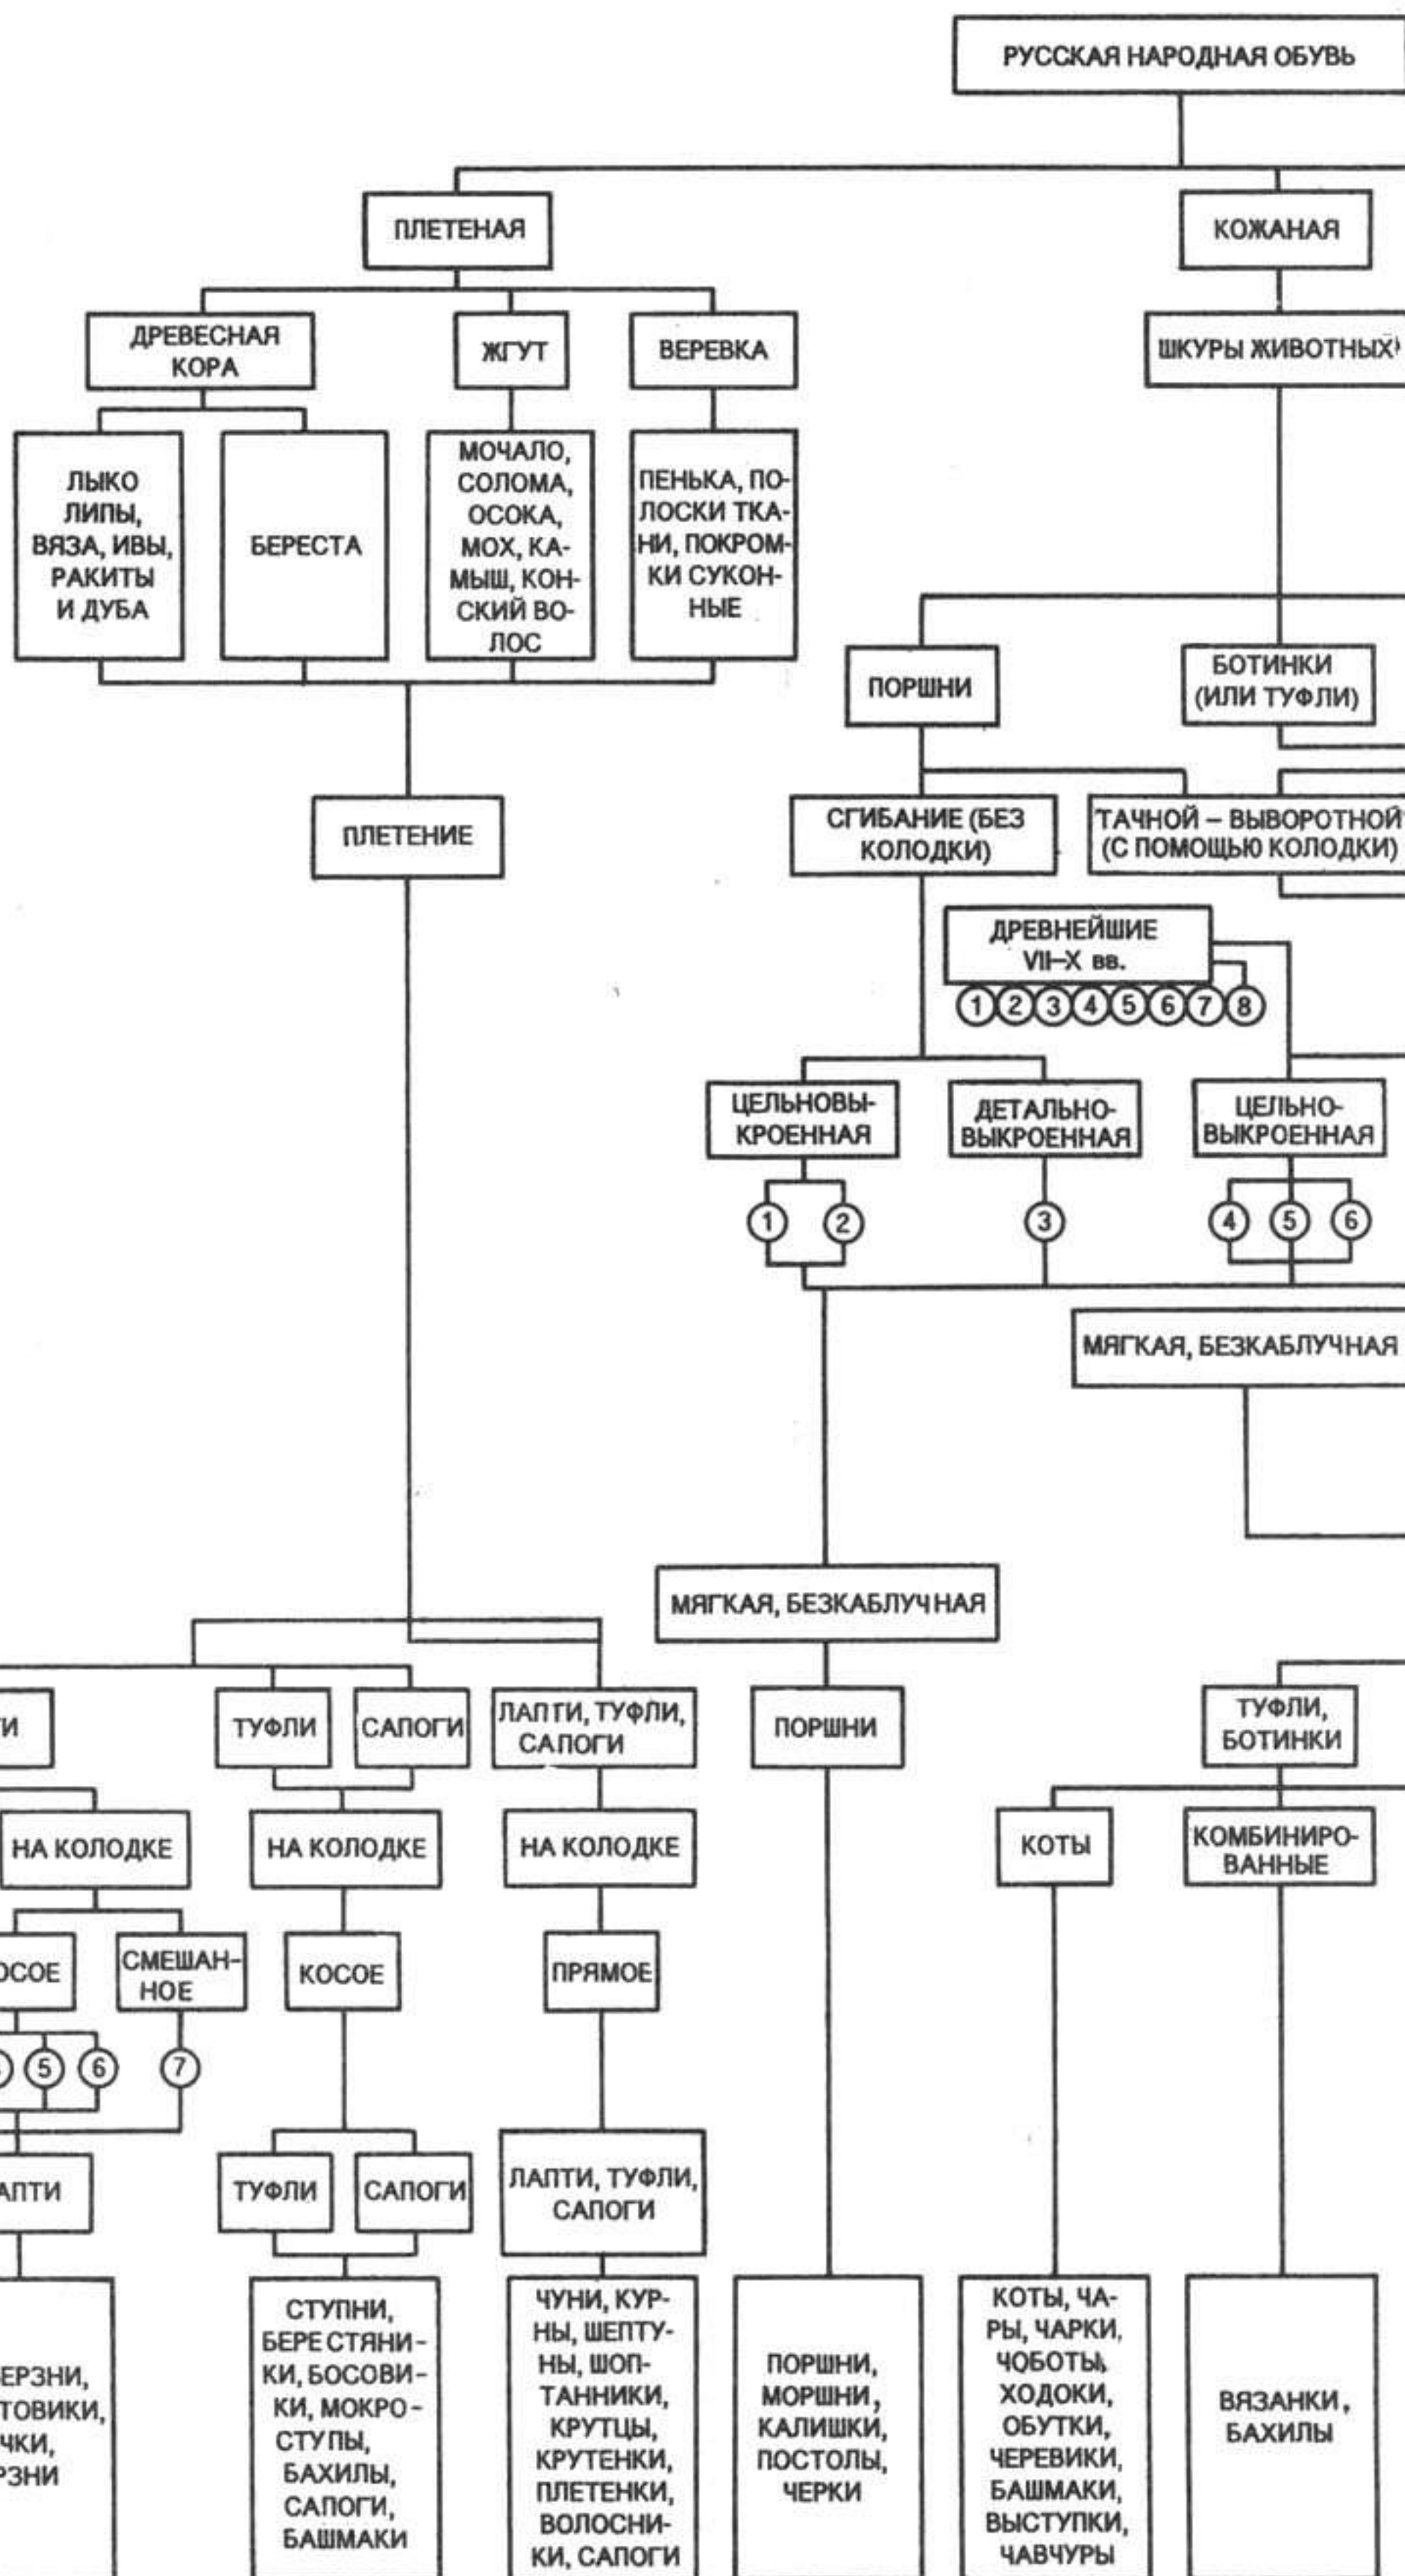 РУССКАЯ НАРОДНАЯ ОБУВЬ
ПЛЕТЕНАЯ
КОЖАНАЯ
ДРЕВЕСНАЯ
КОРА
ЖГУТ
ВЕРЕВКА
ШКУРЫ ЖИВОТНЫХ
ЛЫКО
ЛИПЫ,
ВЯЗА, ИВЫ,
РАКИТЫ
И ДУБА
БЕРЕСТА
МОЧАЛО,
СОЛОМА,
ОСОКА,
МОХ, КА-
МЫШ, КОН-
СКИЙ ВО-
ЛОС
ПЕНЬКА, ПО-
ЛОСКИ ТКА-
НИ, ПОКРОМ-
КИ СУКОН-
НЫЕ
ПОРШНИ
БОТИНКИ
(ИЛИ ТУФЛИ)
ПЛЕТЕНИЕ
СГИБАНИЕ (БЕЗ
КОЛОДКИ)
ТАЧНОЙ – ВЫВОРОТНОЙ
(С ПОМОЩЬЮ КОЛОДКИ)
ДРЕВНЕЙШИЕ
VII–X вв.
1 2 3 4 5 6 7 8
ЦЕЛЬНОВЫ-
КРОЕННАЯ
ДЕТАЛЬНО-
ВЫКРОЕННАЯ
ЦЕЛЬНО-
ВЫКРОЕННАЯ
1 2
3
4 5 6
МЯГКАЯ, БЕЗКАБЛУЧНАЯ
МЯГКАЯ, БЕЗКАБЛУЧНАЯ
ТИ
ТУФЛИ
САПОГИ
ЛАПТИ, ТУФЛИ,
САПОГИ
ПОРШНИ
ТУФЛИ,
БОТИНКИ
НА КОЛОДКЕ
НА КОЛОДКЕ
НА КОЛОДКЕ
КОТЫ
КОМБИНИРО-
ВАННЫЕ
ОСОЕ
СМЕШАН-
НОЕ
КОСОЕ
ПРЯМОЕ
5 6
7
АПТИ
ТУФЛИ
САПОГИ
ЛАПТИ, ТУФЛИ,
САПОГИ
ЕРЗНИ,
ТОВИКИ,
ЧКИ,
РЗНИ
СТУПНИ,
БЕРЕСТЯНИ-
КИ, БОСОВИ-
КИ, МОКРО-
СТУПЫ,
БАХИЛЫ,
САПОГИ,
БАШМАКИ
ЧУНИ, КУР-
НЫ, ШЕПТУ-
НЫ, ШОП-
ТАННИКИ,
КРУТЦЫ,
КРУТЕНКИ,
ПЛЕТЕНКИ,
ВОЛОСНИ-
КИ, САПОГИ
ПОРШНИ,
МОРШНИ,
КАЛИШКИ,
ПОСТОЛЫ,
ЧЕРКИ
КОТЫ, ЧА-
РЫ, ЧАРКИ,
ЧОБОТЫ,
ХОДОКИ,
ОБУТКИ,
ЧЕРЕВИКИ,
БАШМАКИ,
ВЫСТУПКИ,
ЧАВЧУРЫ
ВЯЗАНКИ,
БАХИЛЫ